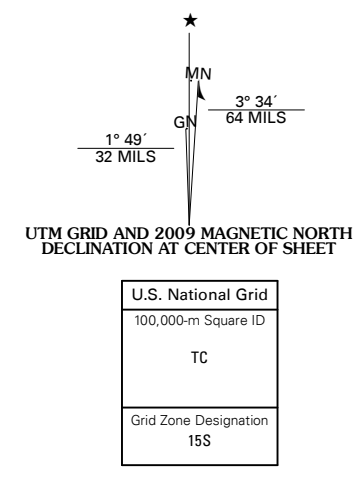 ★
MN
3° 34´
64 MILS
GN
1° 49´
32 MILS
UTM GRID AND 2009 MAGNETIC NORTH
DECLINATION AT CENTER OF SHEET
U.S. National Grid
100,000-m Square ID
TC
Grid Zone Designation
15S